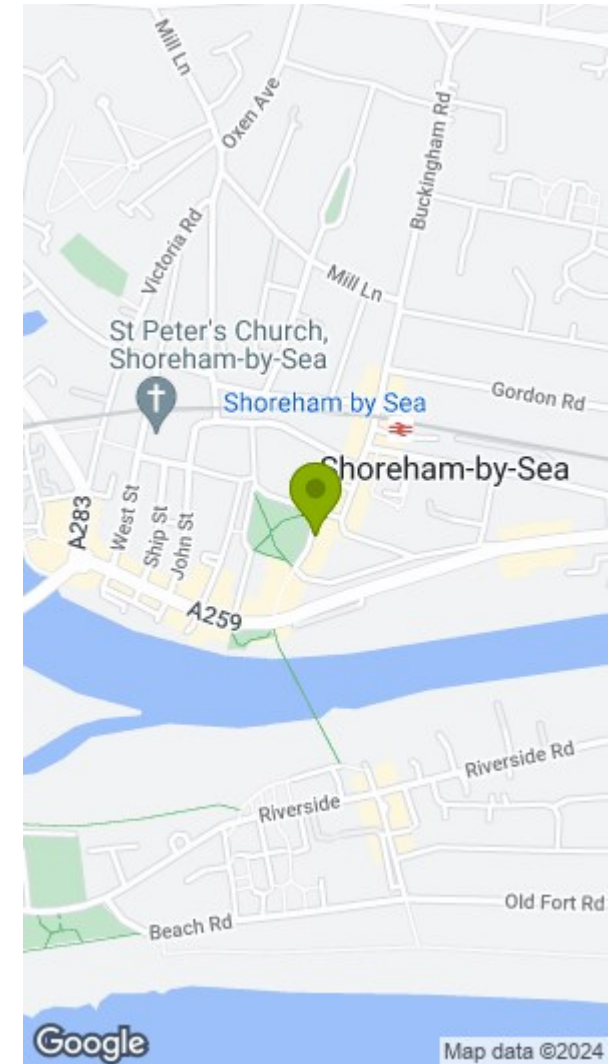 Mill Ln
Oxen Ave
Buckingham Rd
Victoria Rd
Mill Ln
St Peter's Church,
Shoreham-by-Sea
Gordon Rd
Shoreham by Sea
Shoreham-by-Sea
A283
West St
Ship St
John St
A259
Riverside Rd
Riverside
Old Fort Rd
Beach Rd
Google
Map data ©2024